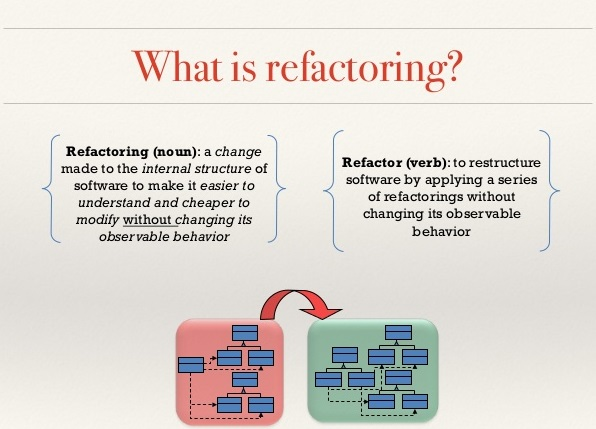 What is refactoring?
Refactoring (noun): a change
made to the internal structure of
software to make it easier to
understand and cheaper to
modify without changing its
observable behavior
Refactor (verb): to restructure
software by applying a series
of refactorings without
changing its observable
behavior